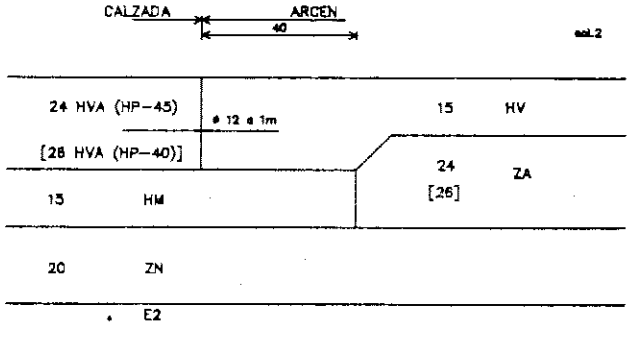 CALZADA ARCEN
40
sol.2
24 HVA (HP-45) 15 HV
ø 12 a 1m
[26 HVA (HP-40)]
24 ZA
[26]
15 HM
20 ZN
E2